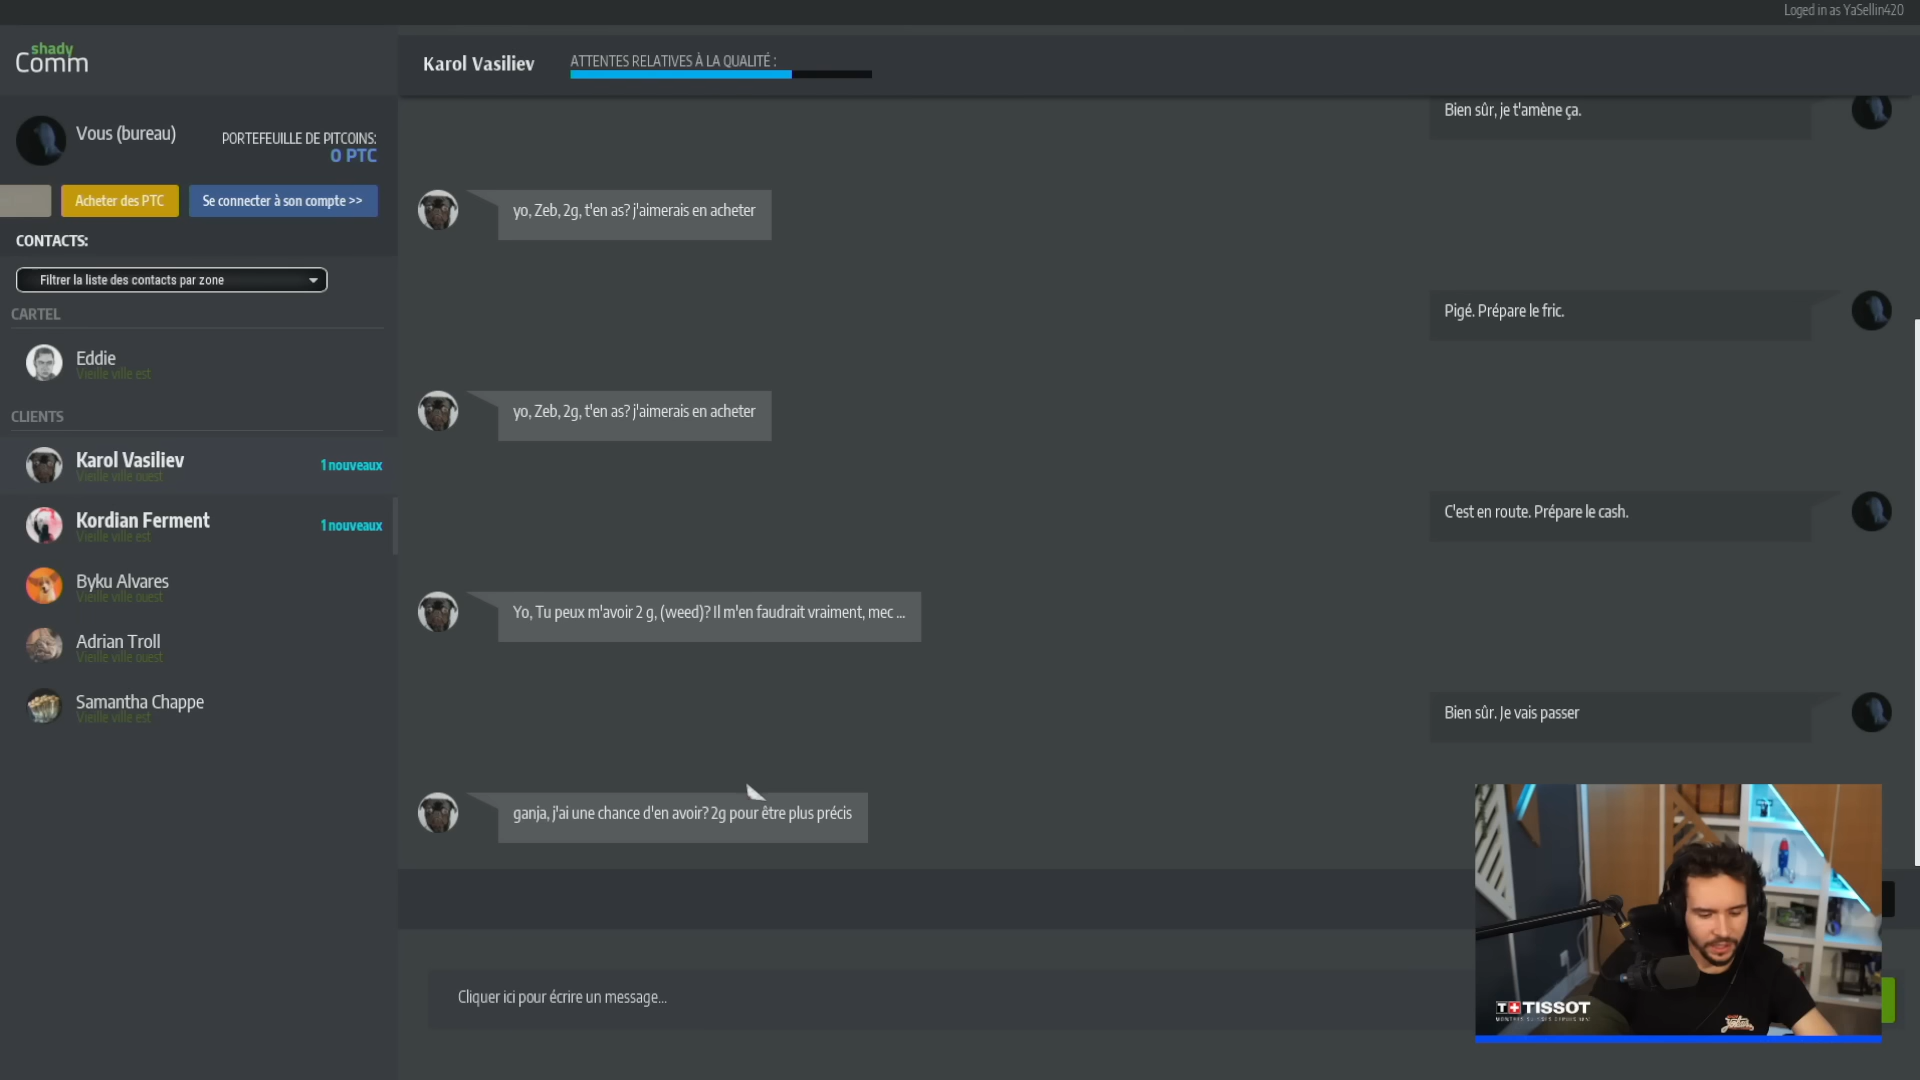 Loged in as YaSellin420
shady
Comm
Karol Vasiliev
ATTENTES RELATIVES À LA QUALITÉ :
Vous (bureau)
PORTEFEUILLE DE PITCOINS:
0 PTC
Acheter des PTC
Se connecter à son compte >>
CONTACTS:
Filtrer la liste des contacts par zone
CARTEL
Eddie
Vieille ville est
CLIENTS
Karol Vasiliev
Vieille ville ouest
1 nouveaux
Kordian Ferment
Vieille ville est
1 nouveaux
Byku Alvares
Vieille ville ouest
Adrian Troll
Vieille ville ouest
Samantha Chappe
Vieille ville est
Bien sûr, je t'amène ça.
yo, Zeb, 2g, t'en as? j'aimerais en acheter
Pigé. Prépare le fric.
yo, Zeb, 2g, t'en as? j'aimerais en acheter
C'est en route. Prépare le cash.
Yo, Tu peux m'avoir 2 g, (weed)? Il m'en faudrait vraiment, mec ...
Bien sûr. Je vais passer
ganja, j'ai une chance d'en avoir? 2g pour être plus précis
Cliquer ici pour écrire un message...
T+TISSOT